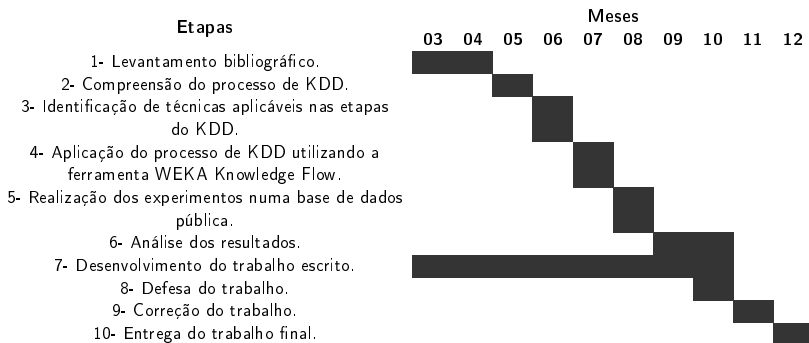 Etapas
Meses
03 04 05 06 07 08 09 10 11 12
1- Levantamento bibliográfico.
2- Compreensão do processo de KDD.
3- Identificação de técnicas aplicáveis nas etapas
do KDD.
4- Aplicação do processo de KDD utilizando a
ferramenta WEKA Knowledge Flow.
5- Realização dos experimentos numa base de dados
pública.
6- Análise dos resultados.
7- Desenvolvimento do trabalho escrito.
8- Defesa do trabalho.
9- Correção do trabalho.
10- Entrega do trabalho final.